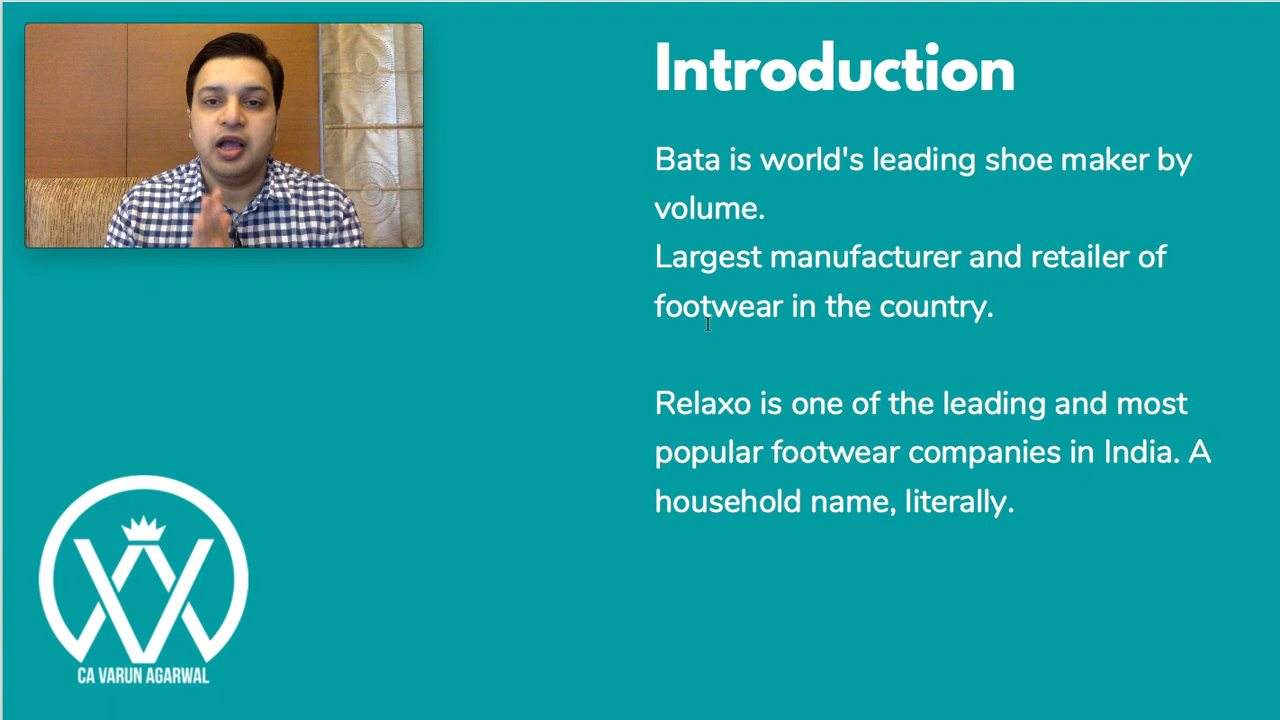 Introduction
Bata is world's leading shoe maker by
volume.
Largest manufacturer and retailer of
footwear in the country.
Relaxo is one of the leading and most
popular footwear companies in India. A
household name, literally.
CA VARUN AGARWAL